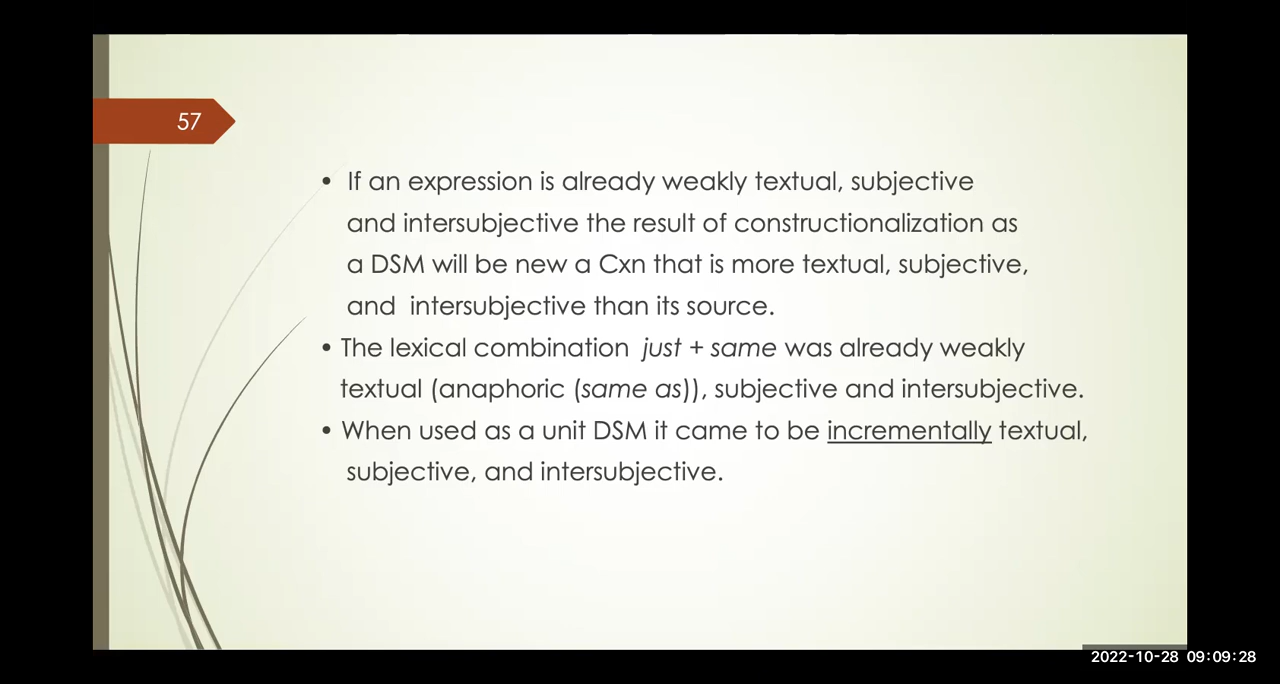 57
• If an expression is already weakly textual, subjective
and intersubjective the result of constructionalization as
a DSM will be new a Cxn that is more textual, subjective,
and  intersubjective than its source.
• The lexical combination  just + same was already weakly
textual (anaphoric (same as)), subjective and intersubjective.
• When used as a unit DSM it came to be incrementally textual,
subjective, and intersubjective.
2022-10-28 09:09:28